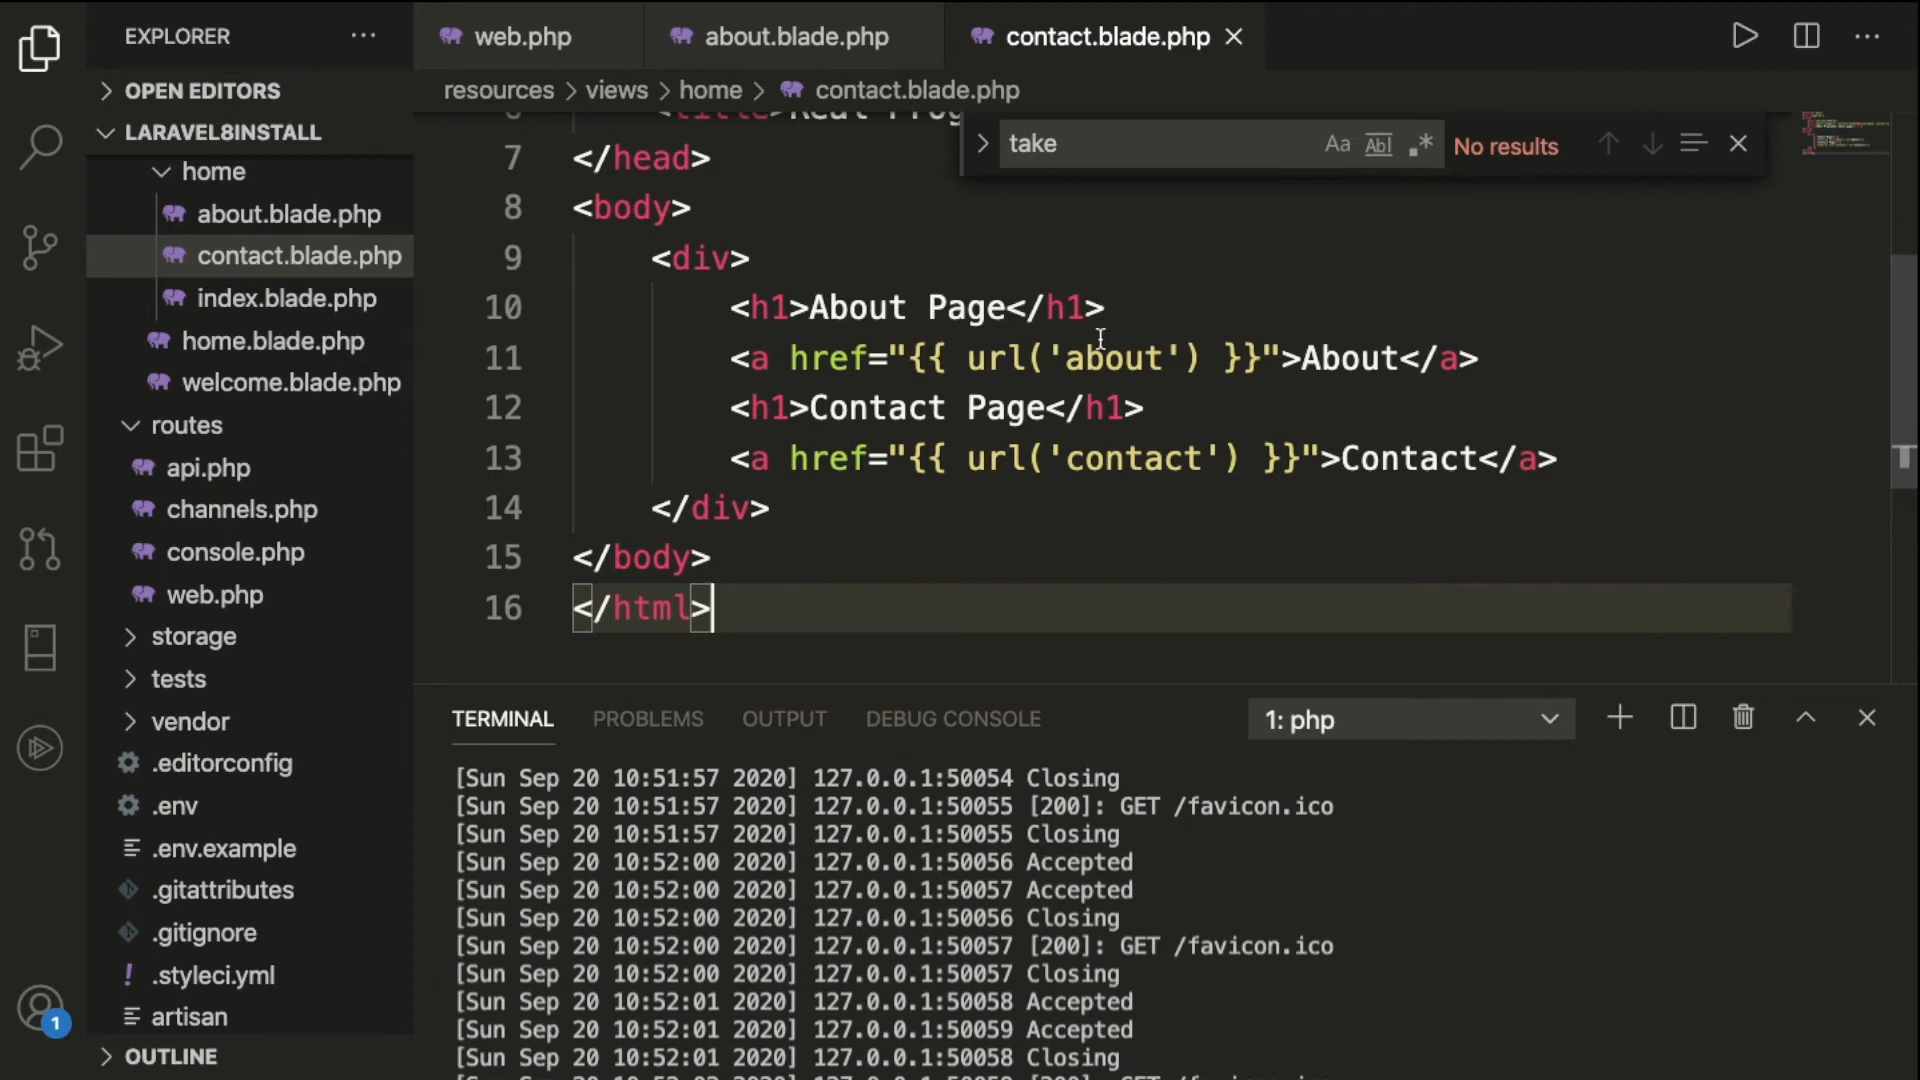 EXPLORER
OPEN EDITORS
LARAVEL8INSTALL
home
about.blade.php
contact.blade.php
index.blade.php
home.blade.php
welcome.blade.php
routes
api.php
channels.php
console.php
web.php
storage
tests
vendor
.editorconfig
.env
.env.example
.gitattributes
.gitignore
.styleci.yml
artisan
OUTLINE
1
web.php about.blade.php contact.blade.php
resources > views > home > contact.blade.php
take Aa Abl .* No results
7 </head>
8 <body>
9 <div>
10 <h1>About Page</h1>
11 <a href="{{ url('about') }}">About</a>
12 <h1>Contact Page</h1>
13 <a href="{{ url('contact') }}">Contact</a>
14 </div>
15 </body>
16 </html>
TERMINAL PROBLEMS OUTPUT DEBUG CONSOLE 1: php
[Sun Sep 20 10:51:57 2020] 127.0.0.1:50054 Closing
[Sun Sep 20 10:51:57 2020] 127.0.0.1:50055 [200]: GET /favicon.ico
[Sun Sep 20 10:51:57 2020] 127.0.0.1:50055 Closing
[Sun Sep 20 10:52:00 2020] 127.0.0.1:50056 Accepted
[Sun Sep 20 10:52:00 2020] 127.0.0.1:50057 Accepted
[Sun Sep 20 10:52:00 2020] 127.0.0.1:50056 Closing
[Sun Sep 20 10:52:00 2020] 127.0.0.1:50057 [200]: GET /favicon.ico
[Sun Sep 20 10:52:00 2020] 127.0.0.1:50057 Closing
[Sun Sep 20 10:52:01 2020] 127.0.0.1:50058 Accepted
[Sun Sep 20 10:52:01 2020] 127.0.0.1:50059 Accepted
[Sun Sep 20 10:52:01 2020] 127.0.0.1:50058 Closing